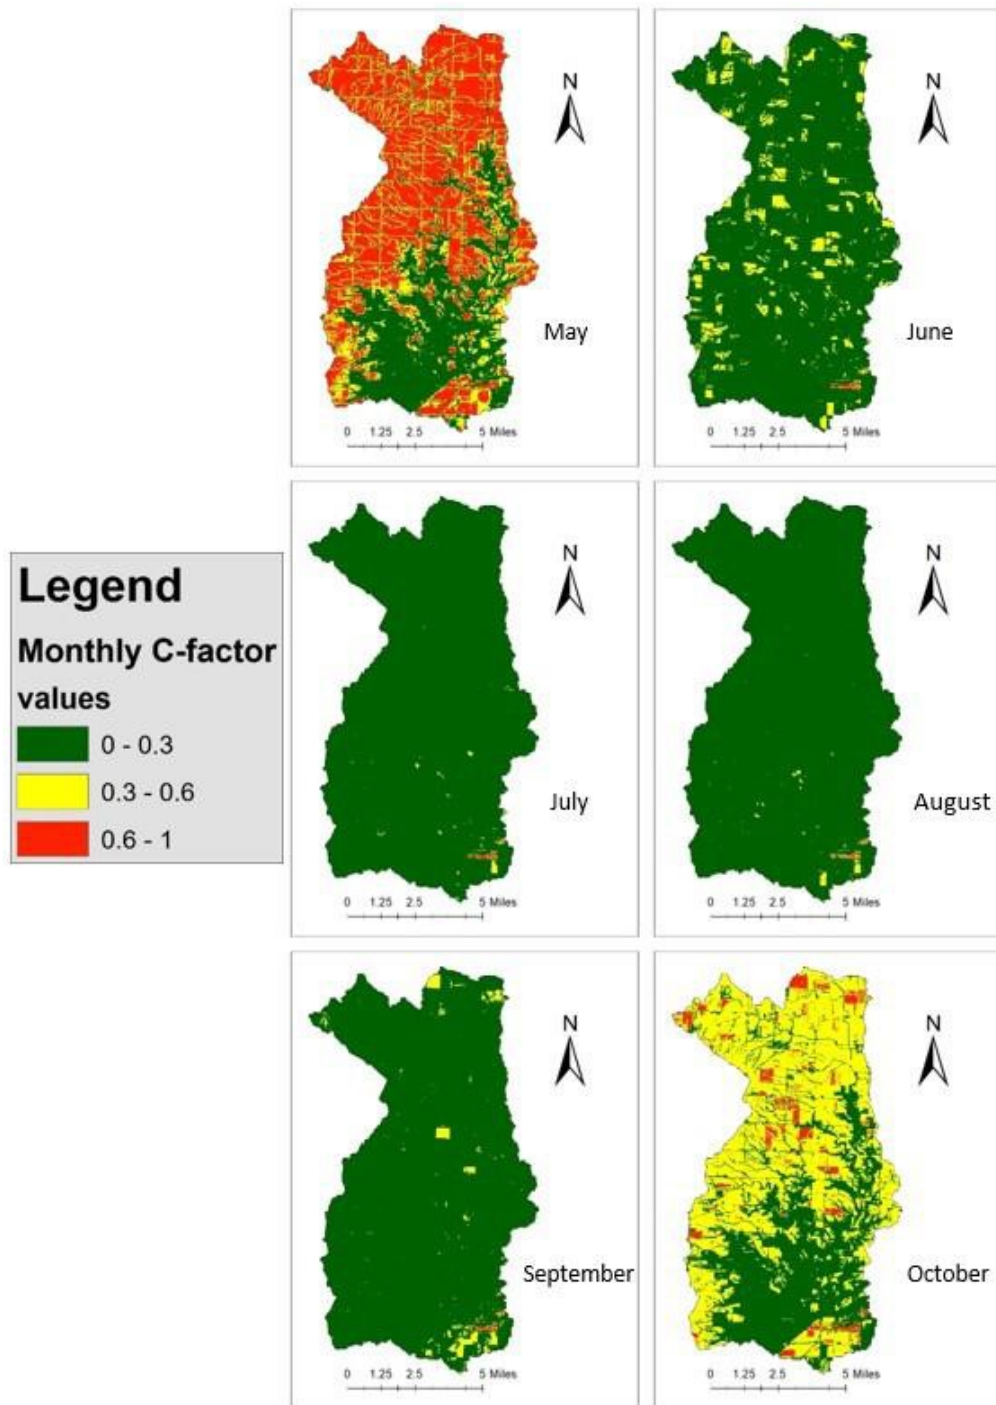 N
May
0 1.25 2.5 5 Miles
N
June
0 1.25 2.5 5 Miles
Legend
Monthly C-factor
values
0 - 0.3
0.3 - 0.6
0.6 - 1
N
July
0 1.25 2.5 5 Miles
N
August
0 1.25 2.5 5 Miles
N
September
0 1.25 2.5 5 Miles
N
October
0 1.25 2.5 5 Miles